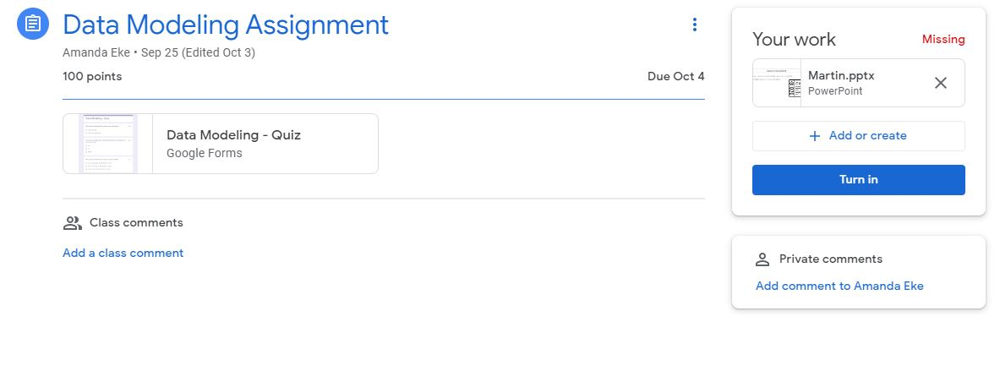 Data Modeling Assignment
Amanda Eke • Sep 25 (Edited Oct 3)
100 points
Due Oct 4
Data Modeling - Quiz
Google Forms
Class comments
Add a class comment
Your work
Missing
Martin.pptx
PowerPoint
+ Add or create
Turn in
Private comments
Add comment to Amanda Eke